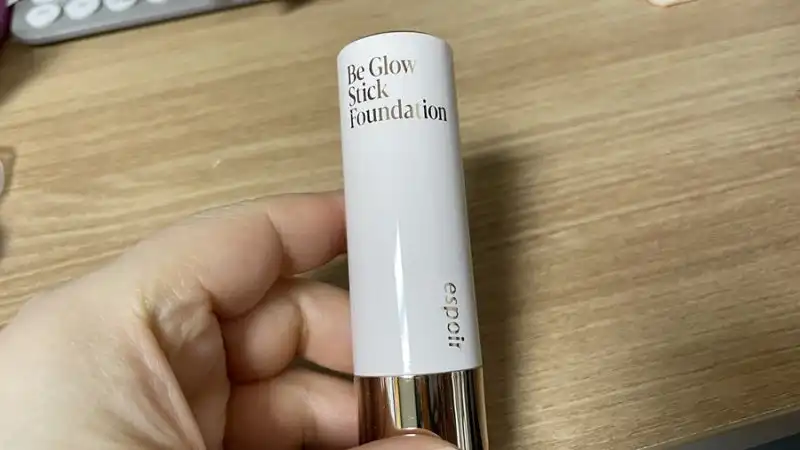 Be Glow
Stick
Foundation
espoir